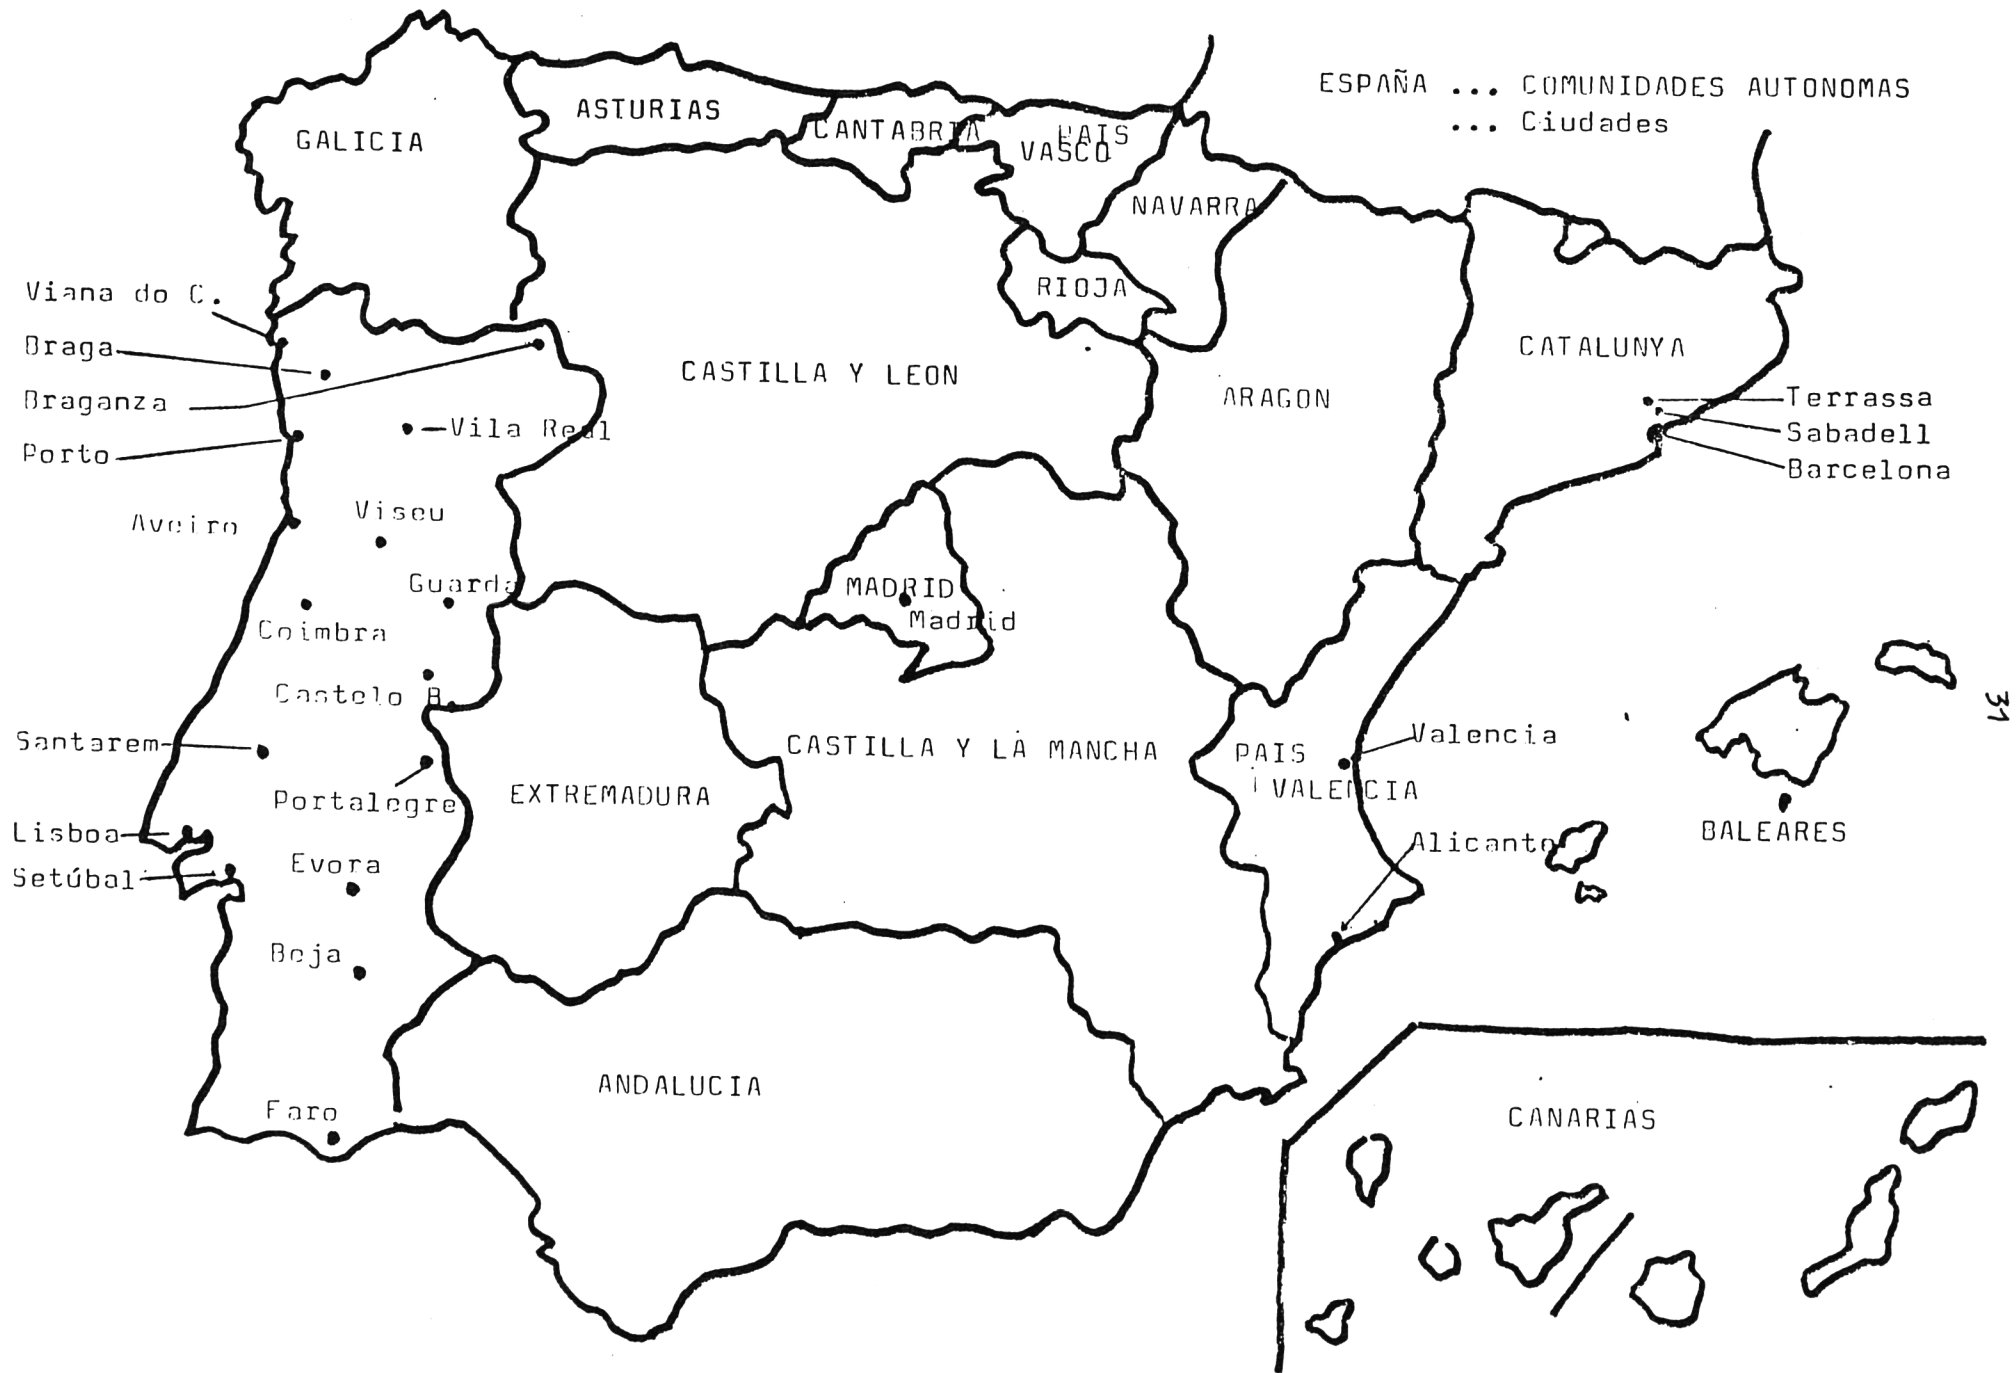 ESPAÑA ... COMUNIDADES AUTONOMAS
... Ciudades
GALICIA
ASTURIAS
CANTABRIA
PAIS
VASCO
NAVARRA
RIOJA
CASTILLA Y LEON
ARAGON
CATALUNYA
Terrassa
Sabadell
Barcelona
Viana do C.
Braga
Braganza
Porto
Vila Real
Aveiro
Viseu
Guarda
Coimbra
Castelo B.
Santarem
Portalegre
Lisboa
Setúbal
Evora
Beja
Faro
MADRID
Madrid
CASTILLA Y LA MANCHA
EXTREMADURA
PAIS
VALENCIA
Valencia
Alicante
BALEARES
ANDALUCIA
CANARIAS
31